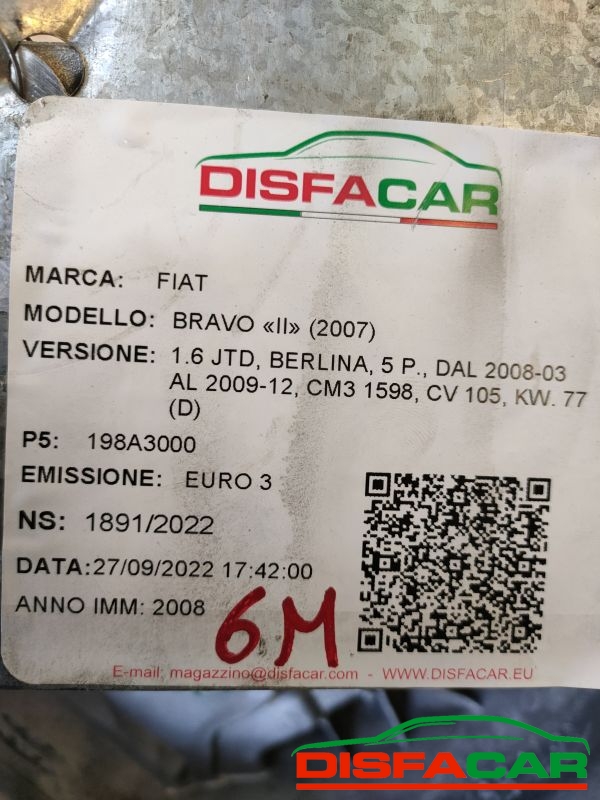 DISFACAR
MARCA: FIAT
MODELLO: BRAVO «II» (2007)
VERSIONE: 1.6 JTD, BERLINA, 5 P., DAL 2008-03
AL 2009-12, CM3 1598, CV 105, KW. 77
(D)
P5: 198A3000
EMISSIONE: EURO 3
NS: 1891/2022
DATA:27/09/2022 17:42:00
ANNO IMM: 2008
6M
E-mail: magazzino@disfacar.com - WWW.DISFACAR.EU
DISFACAR